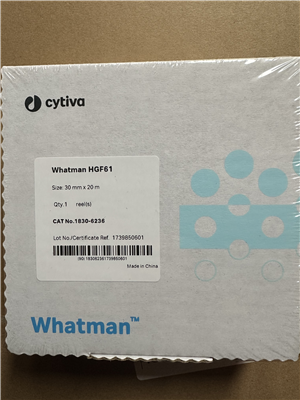 cytiva
Whatman HGF61
Size: 30 mm x 20 m
Qty.1 reel(s)
CAT No.1830-6236
Lot No./Certificate Ref. 1739850601
Made in China
Whatman™